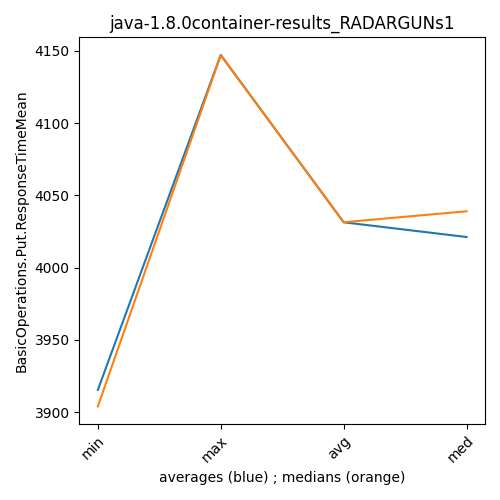 java-1.8.0container-results_RADARGUNs1
BasicOperations.Put.ResponseTimeMean
4150
4100
4050
4000
3950
3900
min
max
avg
med
averages (blue) ; medians (orange)